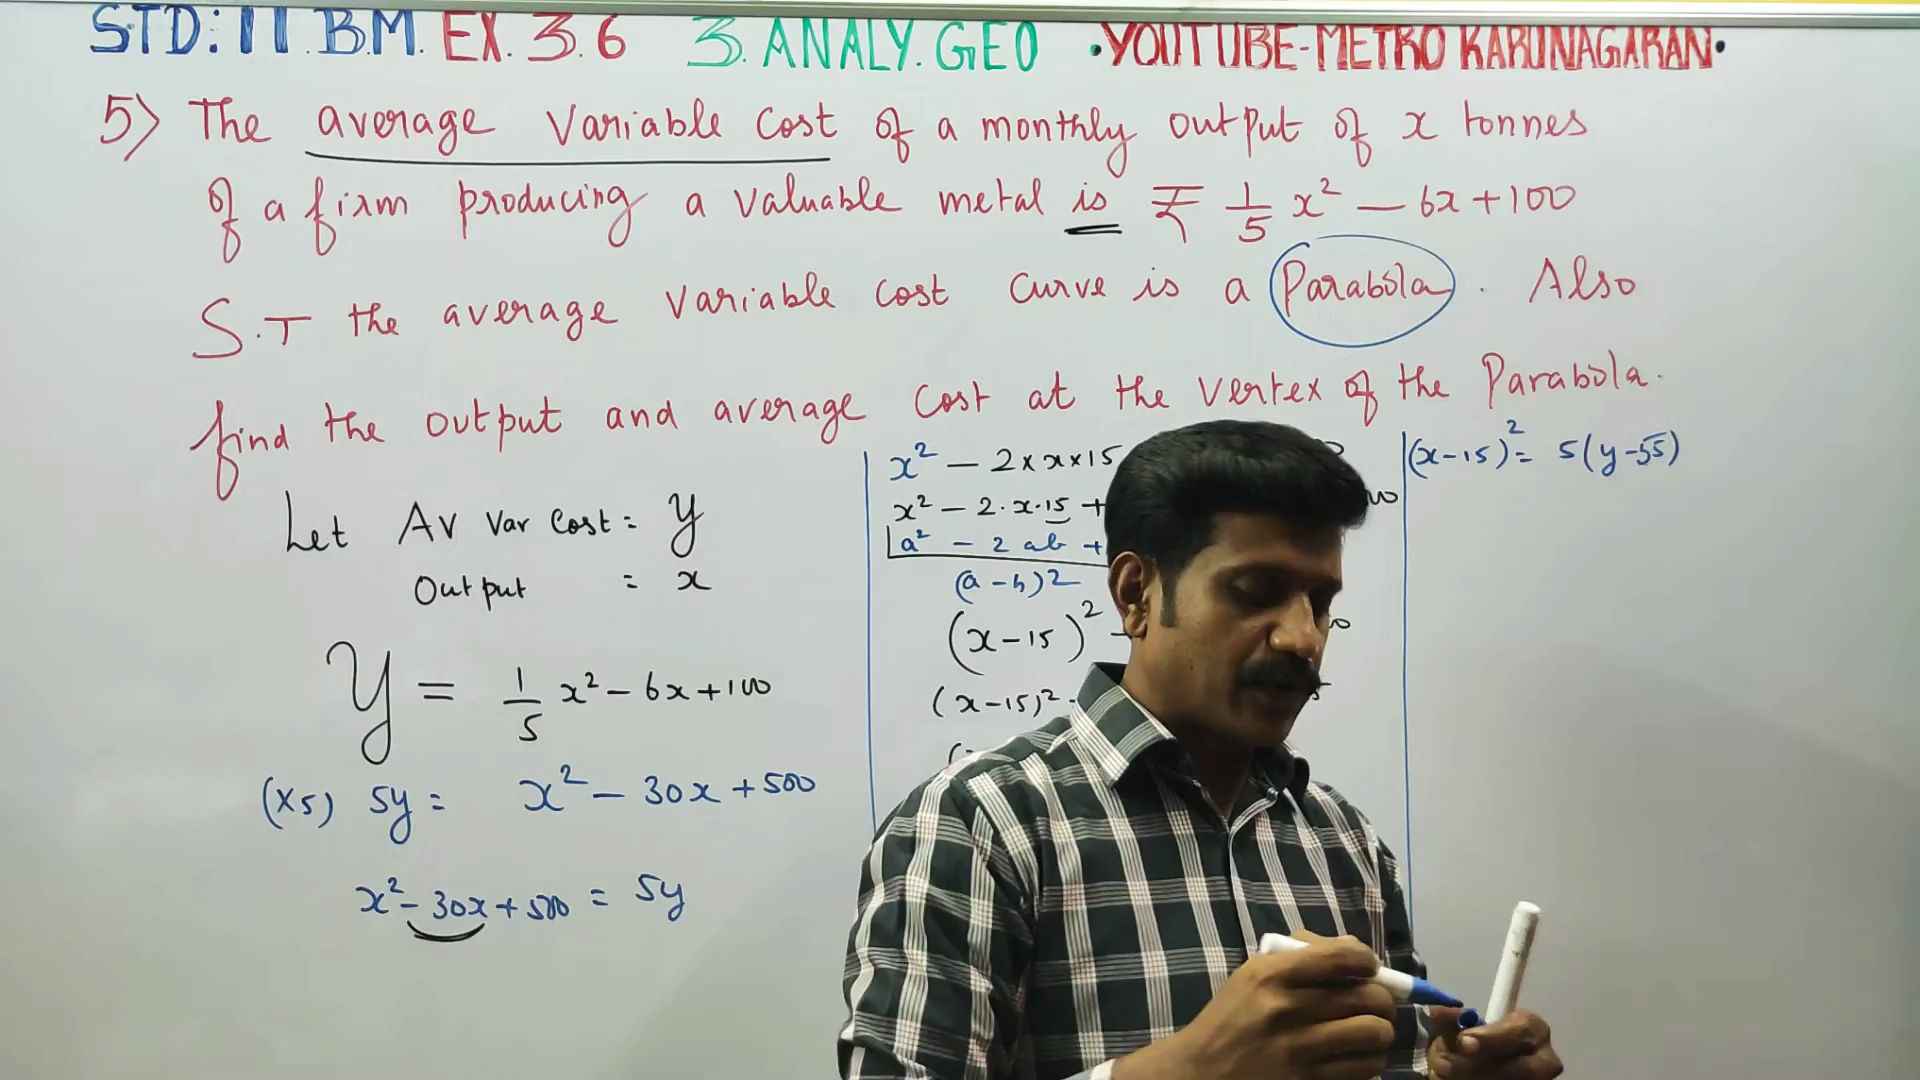 STD: 11 B.M. EX. 3.6 3. ANALY. GEO • YOUTUBE-METRO KARUNAGARAN •
5) The average variable cost of a monthly output of x tonnes
of a firm producing a valuable metal is ₹ 1/5 x² - 6x + 100
S.T the average variable cost curve is a Parabola. Also
find the output and average cost at the vertex of the Parabola.
Let Av Var Cost = y
Output = x
y = 1/5 x² - 6x + 100
(x5) 5y = x² - 30x + 500
x² - 30x + 500 = 5y
x² - 2 x x x 15
x² - 2·x·15 +
a² - 2ab +
(a-b)2
(x-15)² -
(x-15)² -
(x-15)² = 5(y-55)